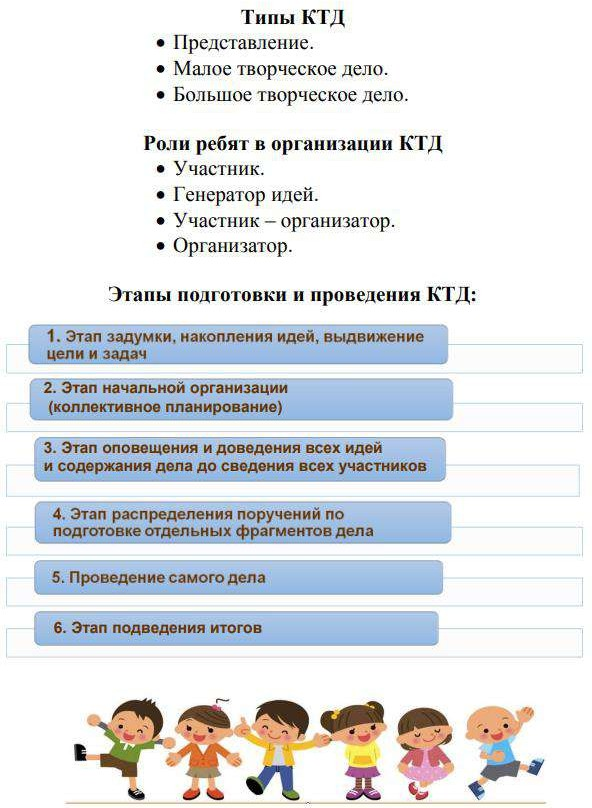 Типы КТД
• Представление.
• Малое творческое дело.
• Большое творческое дело.
Роли ребят в организации КТД
• Участник.
• Генератор идей.
• Участник – организатор.
• Организатор.
Этапы подготовки и проведения КТД:
1. Этап задумки, накопления идей, выдвижение
цели и задач
2. Этап начальной организации
(коллективное планирование)
3. Этап оповещения и доведения всех идей
и содержания дела до сведения всех участников
4. Этап распределения поручений по
подготовке отдельных фрагментов дела
5. Проведение самого дела
6. Этап подведения итогов